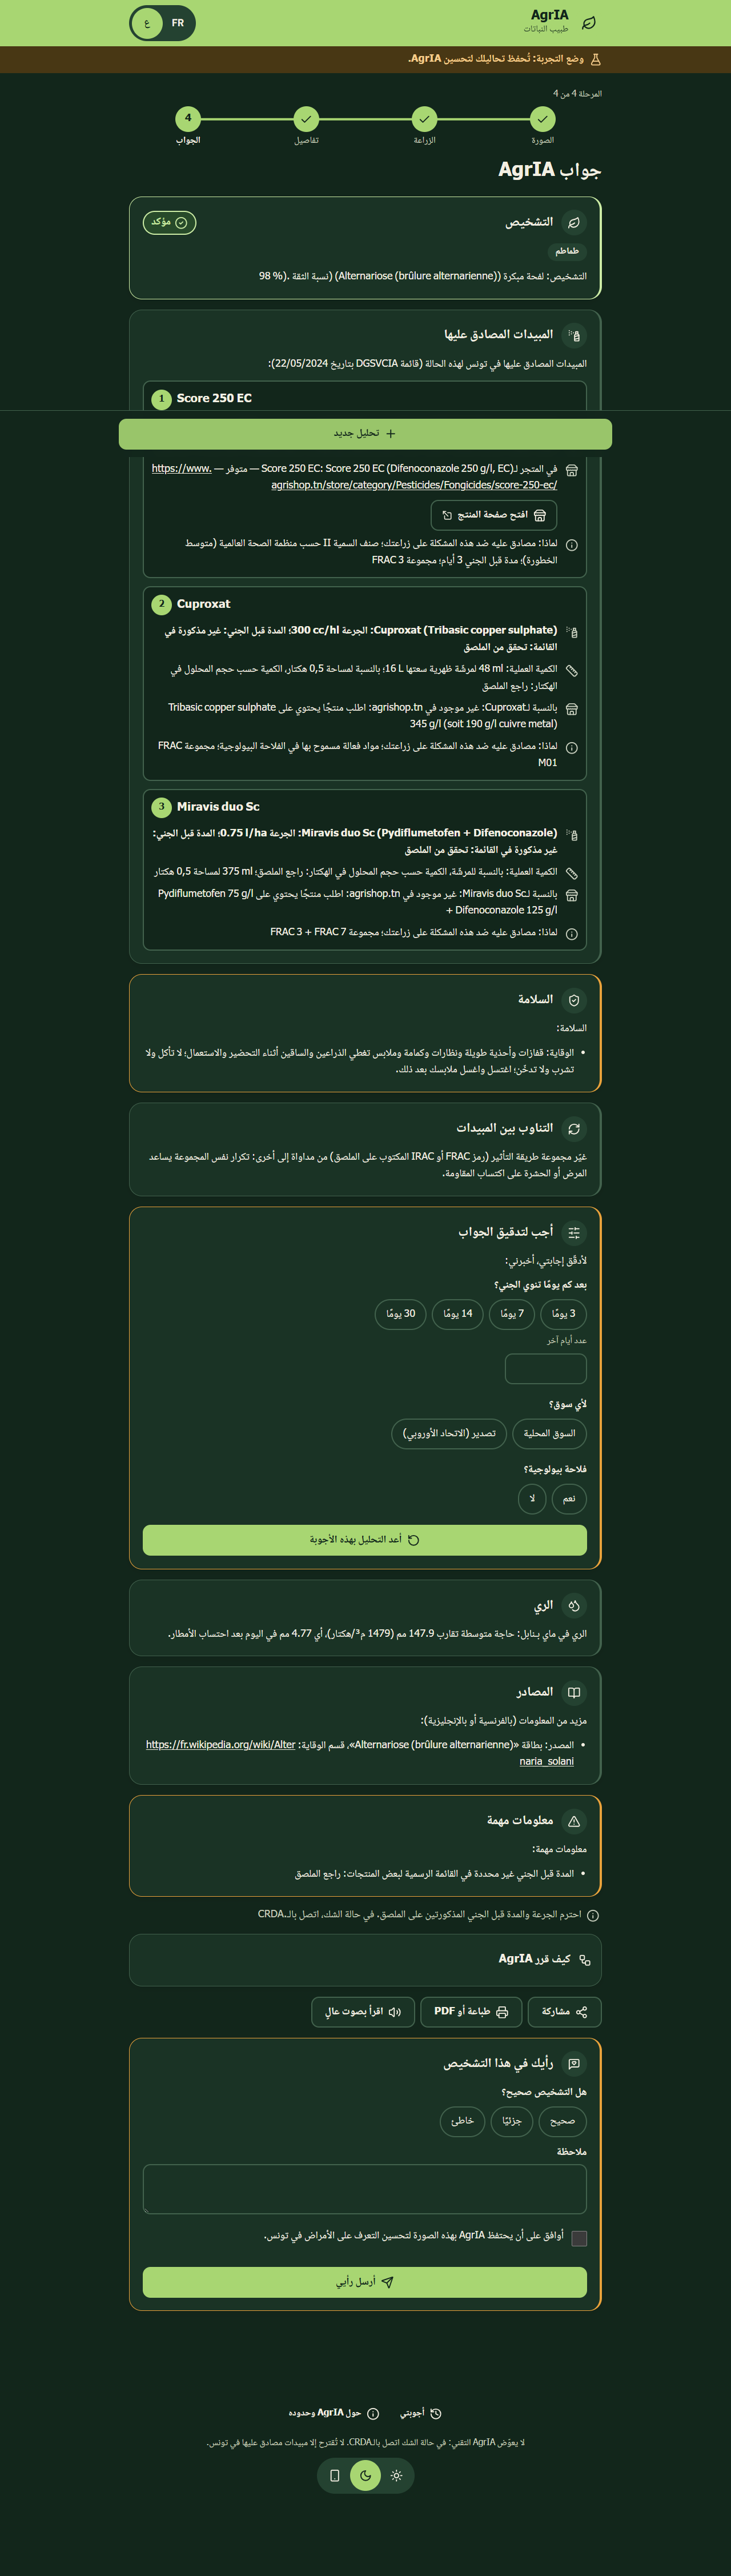 AgrIA
طبيب النباتات
FR
ع
وضع التجربة: تُحفظ تحاليلك لتحسين AgrIA.
المرحلة 4 من 4
الصورة
الزراعة
تفاصيل
4
الجواب
جواب AgrIA
التشخيص
مؤكد
طماطم
التشخيص: لفحة مبكرة (Alternariose (brûlure alternarienne)) (نسبة الثقة 98 %).
المبيدات المصادق عليها
المبيدات المصادق عليها في تونس لهذه الحالة (قائمة DGSVCIA بتاريخ 22/05/2024):
1 Score 250 EC
+ تحليل جديد
في المتجر لـScore 250 EC: Score 250 EC (Difenoconazole 250 g/l, EC) — متوفر — https://www.
agrishop.tn/store/category/Pesticides/Fongicides/score-250-ec/
افتح صفحة المنتج
لماذا: مصادق عليه ضد هذه المشكلة على زراعتك؛ صنف السمية II حسب منظمة الصحة العالمية (متوسط
الخطورة)؛ مدة قبل الجني 3 أيام؛ مجموعة FRAC 3
2 Cuproxat
Cuproxat (Tribasic copper sulphate): الجرعة 300 cc/hl؛ المدة قبل الجني: غير مذكورة في
القائمة: تحقق من الملصق
الكمية العملية: 48 ml لمرشة ظهرية سعتها 16 L؛ بالنسبة لمساحة 0,5 هكتار، الكمية حسب حجم المحلول في
الهكتار: راجع الملصق
بالنسبة لـCuproxat: غير موجود في agrishop.tn: اطلب منتجًا يحتوي على Tribasic copper sulphate
345 g/l (soit 190 g/l cuivre metal)
لماذا: مصادق عليه ضد هذه المشكلة على زراعتك؛ مواد فعالة مسموح بها في الفلاحة البيولوجية؛ مجموعة FRAC
M01
3 Miravis duo Sc
Miravis duo Sc (Pydiflumetofen + Difenoconazole): الجرعة 0.75 l/ha؛ المدة قبل الجني:
غير مذكورة في القائمة: تحقق من الملصق
الكمية العملية: بالنسبة للمرشة، الكمية حسب حجم المحلول في الهكتار: راجع الملصق؛ 375 ml لمساحة 0,5 هكتار
بالنسبة لـMiravis duo Sc: غير موجود في agrishop.tn: اطلب منتجًا يحتوي على Pydiflumetofen 75 g/l
+ Difenoconazole 125 g/l
لماذا: مصادق عليه ضد هذه المشكلة على زراعتك؛ مجموعة FRAC 3 + FRAC 7
السلامة
السلامة:
• الوقاية: قفازات وأحذية طويلة ونظارات وكمامة وملابس تغطي الذراعين والساقين أثناء التحضير والاستعمال؛ لا تأكل ولا
تشرب ولا تدخّن؛ اغتسل واغسل ملابسك بعد ذلك.
التناوب بين المبيدات
غيّر مجموعة طريقة التأثير (رمز FRAC أو IRAC المكتوب على الملصق) من مداواة إلى أخرى: تكرار نفس المجموعة يساعد
المرض أو الحشرة على اكتساب المقاومة.
أجب لتدقيق الجواب
لأدقّق إجابتي، أخبرني:
بعد كم يومًا تنوي الجني؟
3 يومًا
7 يومًا
14 يومًا
30 يومًا
عدد أيام آخر
لأي سوق؟
السوق المحلية
تصدير (الاتحاد الأوروبي)
فلاحة بيولوجية؟
نعم
لا
أعد التحليل بهذه الأجوبة
الري
الري في ماي بنابل: حاجة متوسطة تقارب 147.9 مم (1479 م³/هكتار)، أي 4.77 مم في اليوم بعد احتساب الأمطار.
المصادر
مزيد من المعلومات (بالفرنسية أو بالإنجليزية):
• المصدر: بطاقة «Alternariose (brûlure alternarienne)»، قسم الوقاية: https://fr.wikipedia.org/wiki/Alter
naria_solani
معلومات مهمة
معلومات مهمة:
• المدة قبل الجني غير محددة في القائمة الرسمية لبعض المنتجات: راجع الملصق
احترم الجرعة والمدة قبل الجني المذكورتين على الملصق. في حالة الشك، اتصل بالـCRDA.
كيف قرر AgrIA
مشاركة
طباعة أو PDF
اقرأ بصوت عالٍ
رأيك في هذا التشخيص
هل التشخيص صحيح؟
صحيح
جزئيًا
خاطئ
ملاحظة
أوافق على أن يحتفظ AgrIA بهذه الصورة لتحسين التعرف على الأمراض في تونس.
أرسل رأيي
أجوبتي
حول AgrIA وحدوده
لا يعوّض AgrIA التقني: في حالة الشك اتصل بالـCRDA. لا تُقترح إلا مبيدات مصادق عليها في تونس.